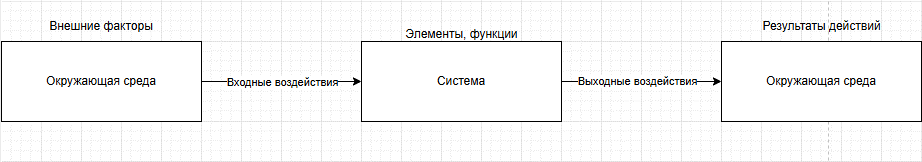 Внешние факторы
Элементы, функции
Результаты действий
Окружающая среда
Входные воздействия
Система
Выходные воздействия
Окружающая среда